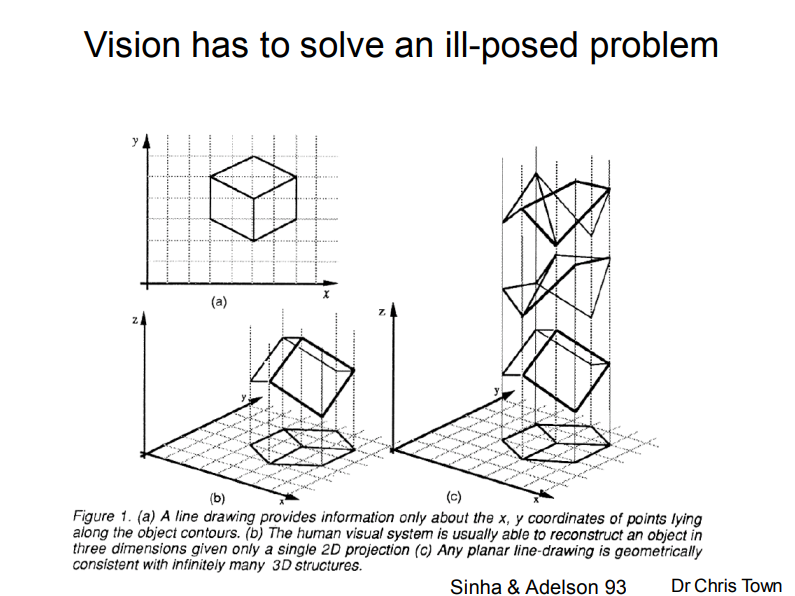 Vision has to solve an ill-posed problem
y
x
(a)
z
y
x
(b)
z
y
x
(c)
Figure 1. (a) A line drawing provides information only about the x, y coordinates of points lying
along the object contours. (b) The human visual system is usually able to reconstruct an object in
three dimensions given only a single 2D projection (c) Any planar line-drawing is geometrically
consistent with infinitely many 3D structures.
Sinha & Adelson 93
Dr Chris Town